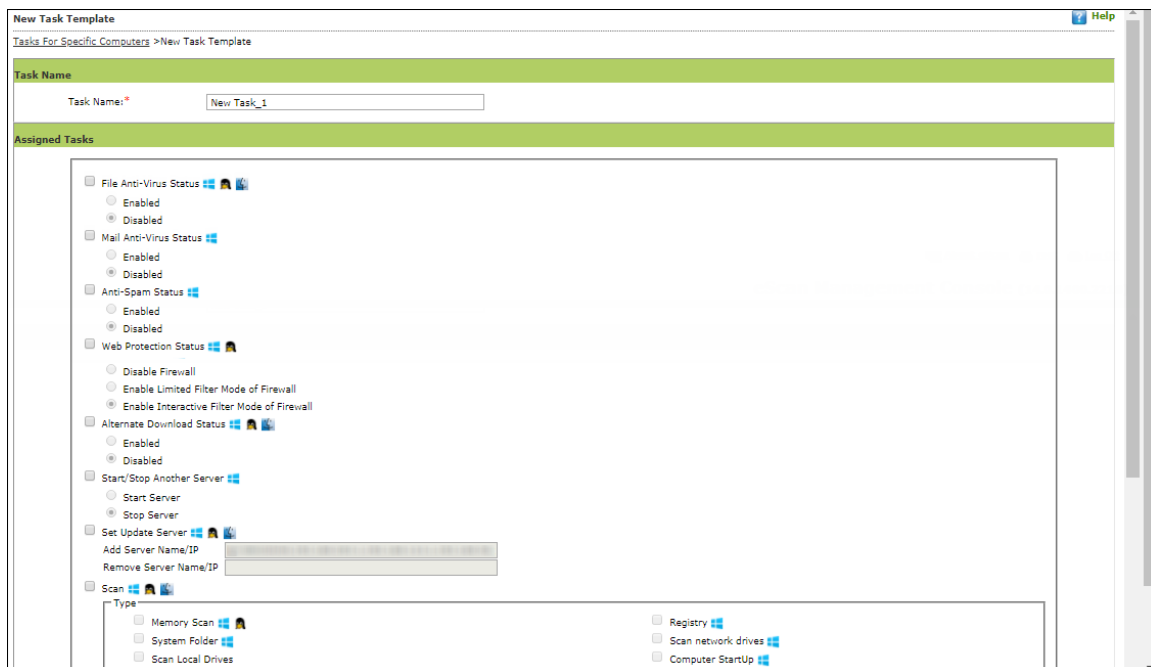 New Task Template
Help
Tasks For Specific Computers >New Task Template
Task Name
Task Name:* New Task_1
Assigned Tasks
File Anti-Virus Status
Enabled
Disabled
Mail Anti-Virus Status
Enabled
Disabled
Anti-Spam Status
Enabled
Disabled
Web Protection Status
Disable Firewall
Enable Limited Filter Mode of Firewall
Enable Interactive Filter Mode of Firewall
Alternate Download Status
Enabled
Disabled
Start/Stop Another Server
Start Server
Stop Server
Set Update Server
Add Server Name/IP
Remove Server Name/IP
Scan
Type
Memory Scan Registry
System Folder Scan network drives
Scan Local Drives Computer StartUp